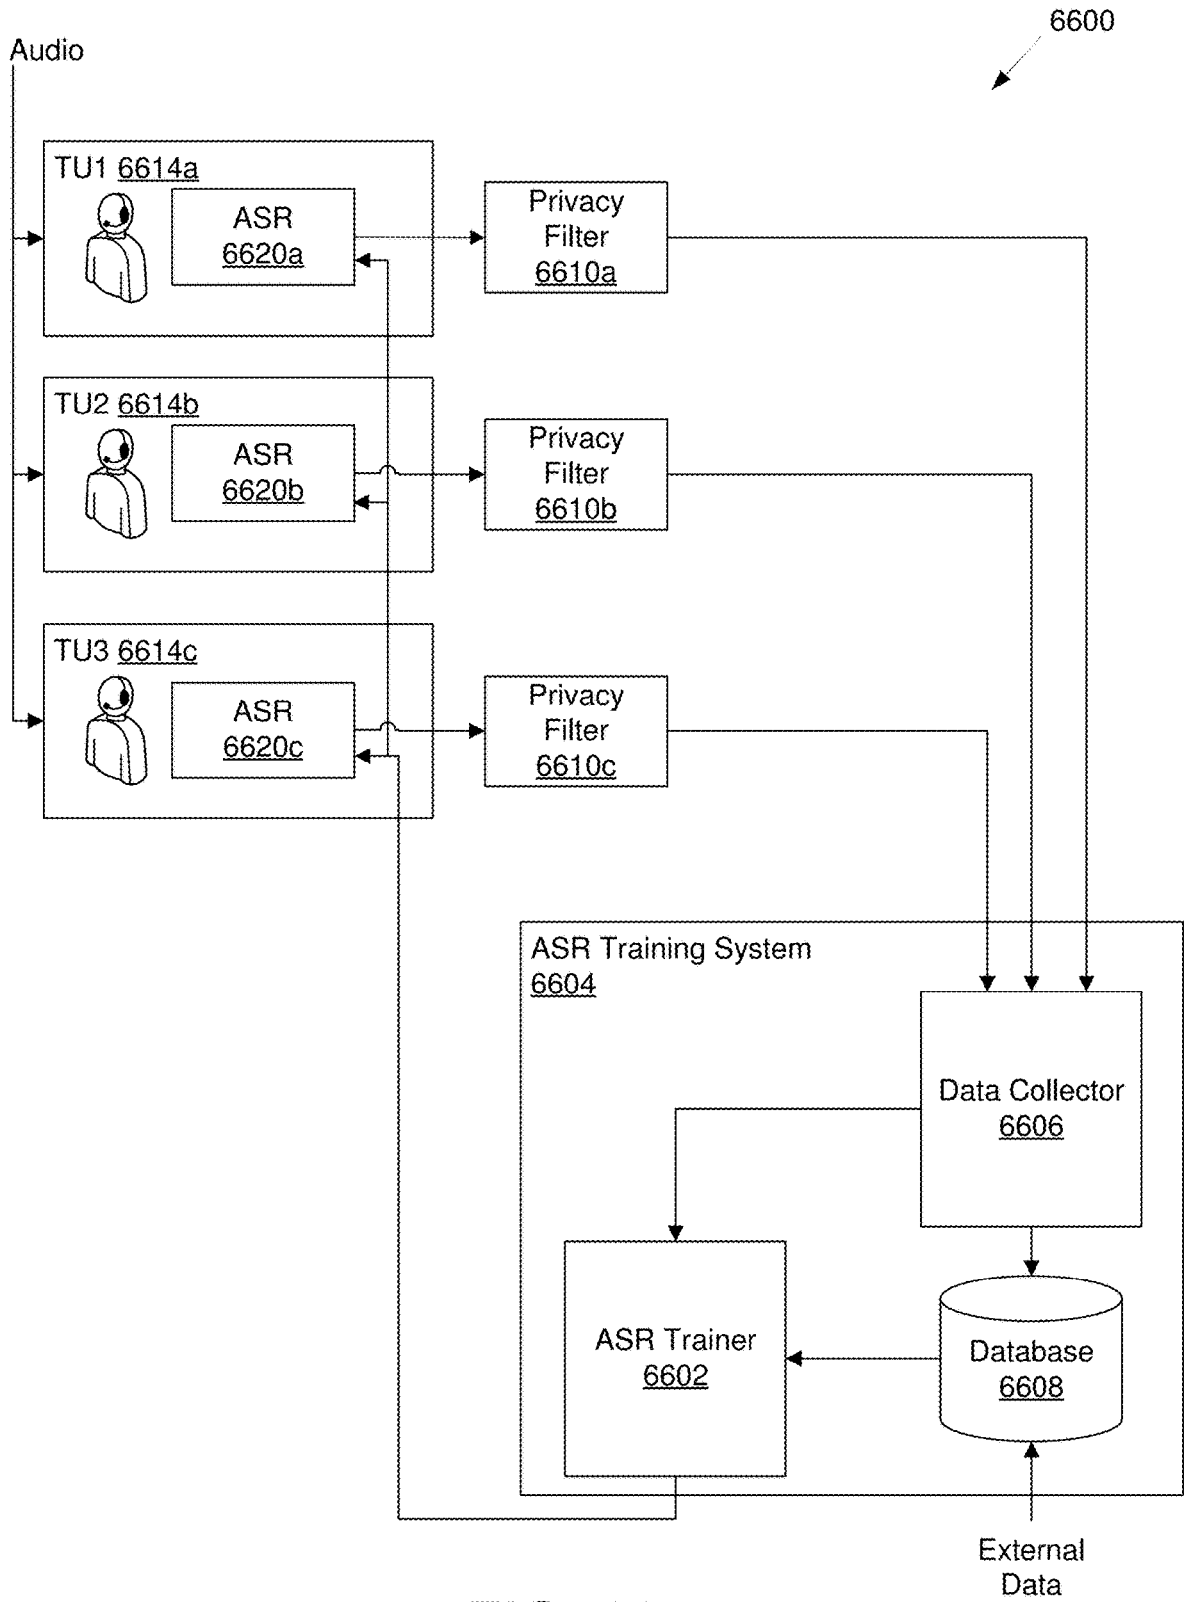 6600
Audio
TU1 6614a
ASR
6620a
Privacy
Filter
6610a
TU2 6614b
ASR
6620b
Privacy
Filter
6610b
TU3 6614c
ASR
6620c
Privacy
Filter
6610c
ASR Training System
6604
Data Collector
6606
ASR Trainer
6602
Database
6608
External
Data